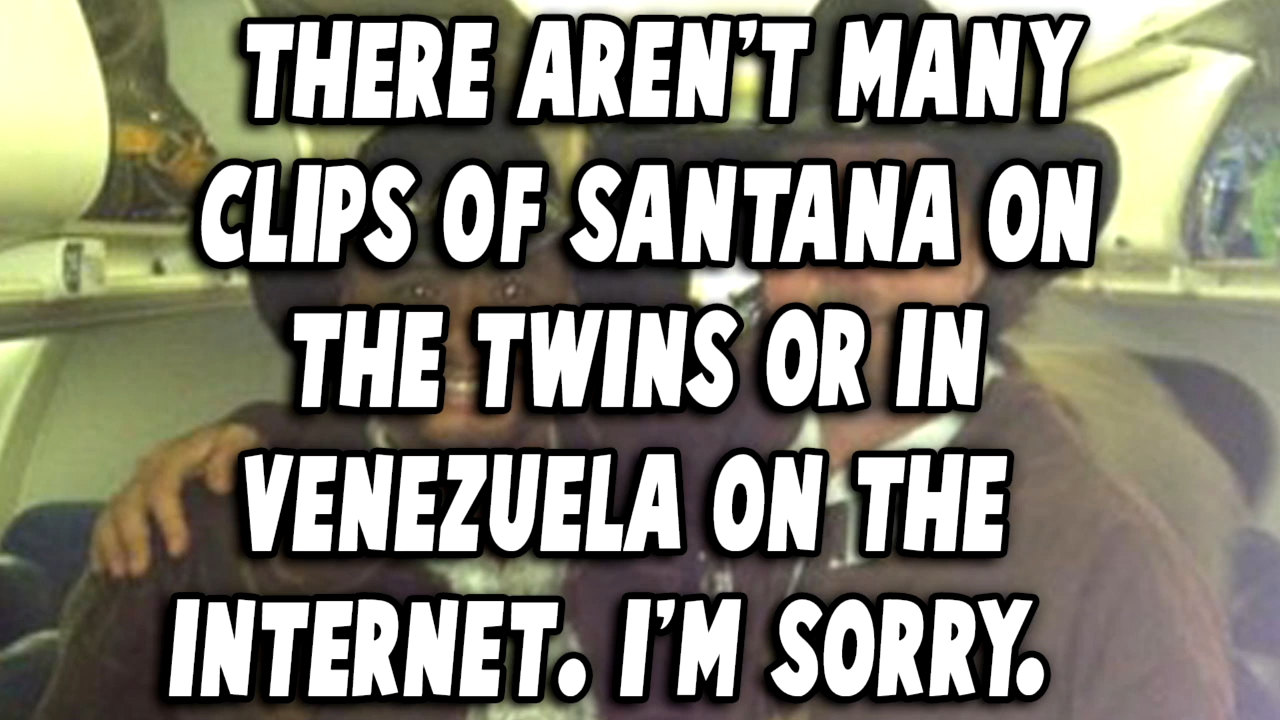 THERE AREN'T MANY
CLIPS OF SANTANA ON
THE TWINS OR IN
VENEZUELA ON THE
INTERNET. I'M SORRY.